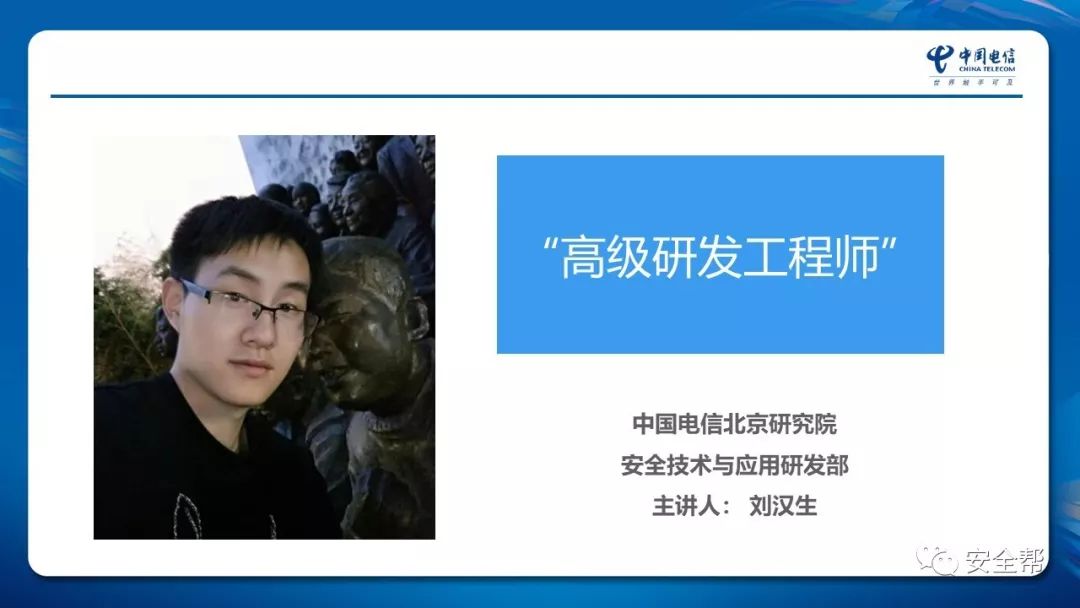 中国电信
CHINA TELECOM
世界触手可及
“高级研发工程师”
中国电信北京研究院
安全技术与应用研发部
主讲人： 刘汉生
安全帮